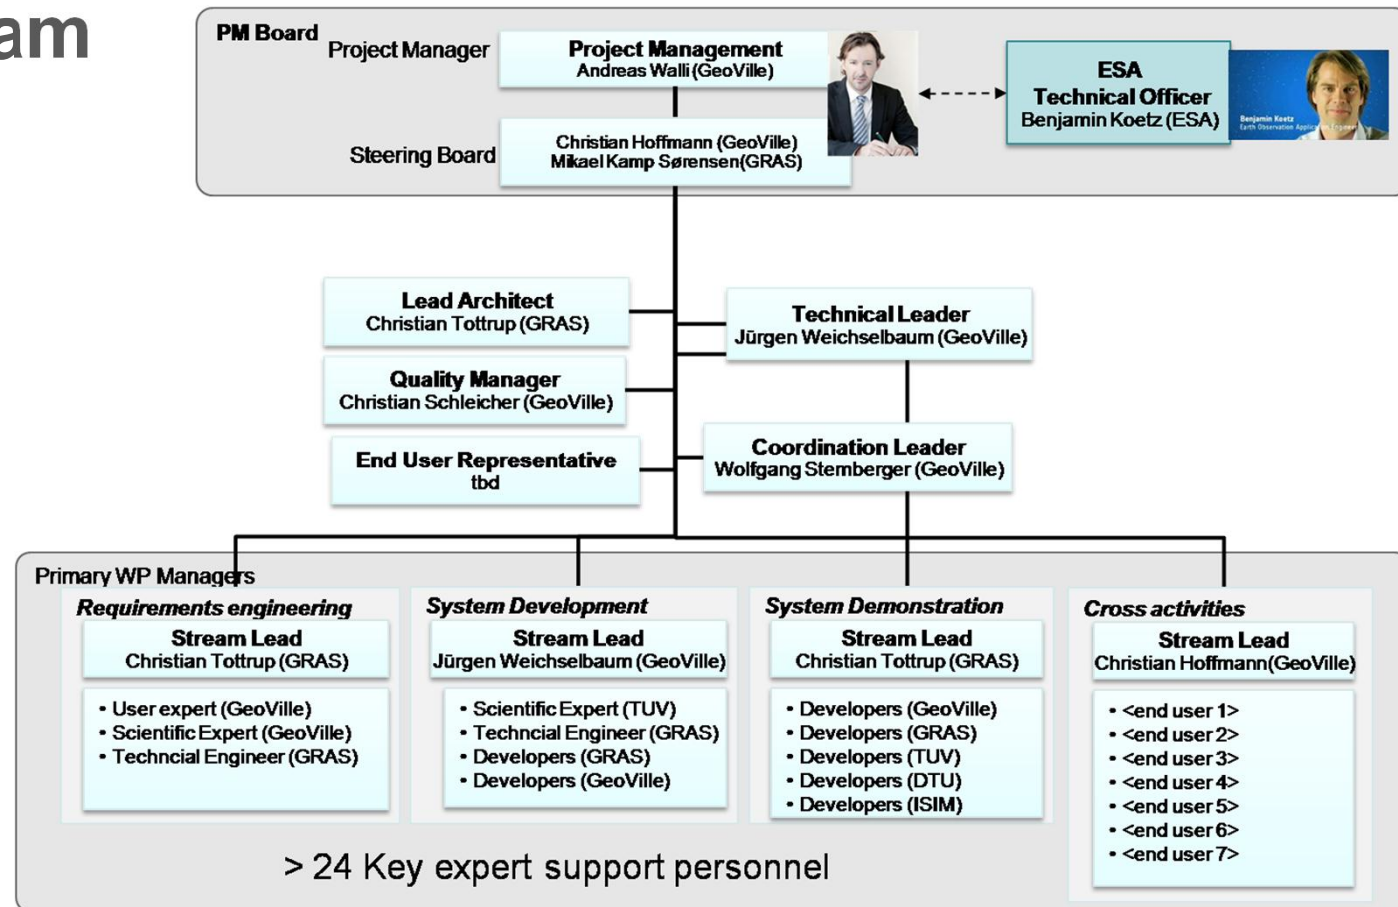 am
PM Board
Project Manager
Project Management
Andreas Walli (GeoVille)
ESA
Technical Officer
Benjamin Koetz (ESA)
Benjamin Koetz
Earth Observation Application Engineer
Steering Board
Christian Hoffmann (GeoVille)
Mikael Kamp Sørensen(GRAS)
Lead Architect
Christian Tottrup (GRAS)
Technical Leader
Jürgen Weichselbaum (GeoVille)
Quality Manager
Christian Schleicher (GeoVille)
End User Representative
tbd
Coordination Leader
Wolfgang Stemberger (GeoVille)
Primary WP Managers
Requirements engineering
Stream Lead
Christian Tottrup (GRAS)
• User expert (GeoVille)
• Scientific Expert (GeoVille)
• Techncial Engineer (GRAS)
System Development
Stream Lead
Jürgen Weichselbaum (GeoVille)
• Scientific Expert (TUV)
• Techncial Engineer (GRAS)
• Developers (GRAS)
• Developers (GeoVille)
System Demonstration
Stream Lead
Christian Tottrup (GRAS)
• Developers (GeoVille)
• Developers (GRAS)
• Developers (TUV)
• Developers (DTU)
• Developers (ISIM)
Cross activities
Stream Lead
Christian Hoffmann(GeoVille)
• <end user 1>
• <end user 2>
• <end user 3>
• <end user 4>
• <end user 5>
• <end user 6>
• <end user 7>
> 24 Key expert support personnel